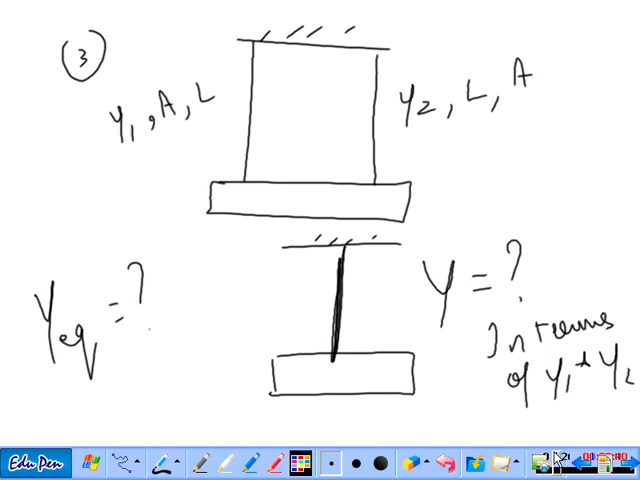 3
Y1, A, L
Y2, L, A
Yeq = ?
Y = ?
In terms
of Y1 & Y2
Edu Pen